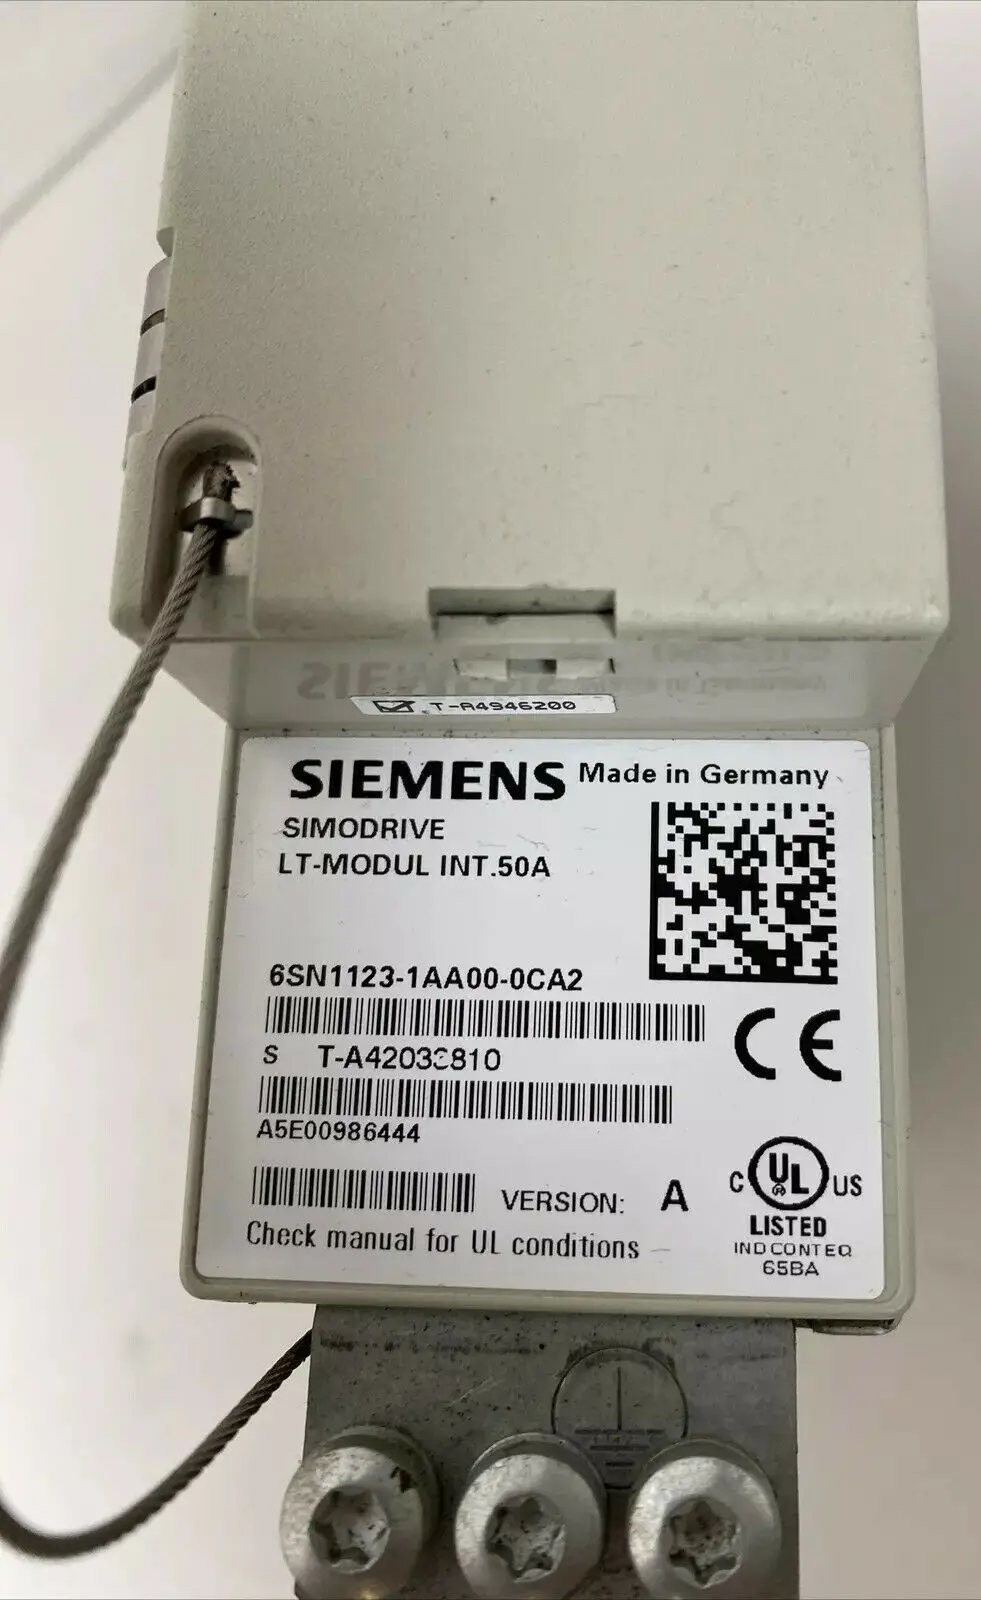 T-A4946200
SIEMENS Made in Germany
SIMODRIVE
LT-MODUL INT.50A
6SN1123-1AA00-0CA2
S T-A42033810
A5E00986444
VERSION: A
Check manual for UL conditions
CE
C UL US
LISTED
IND CONT EQ
65BA